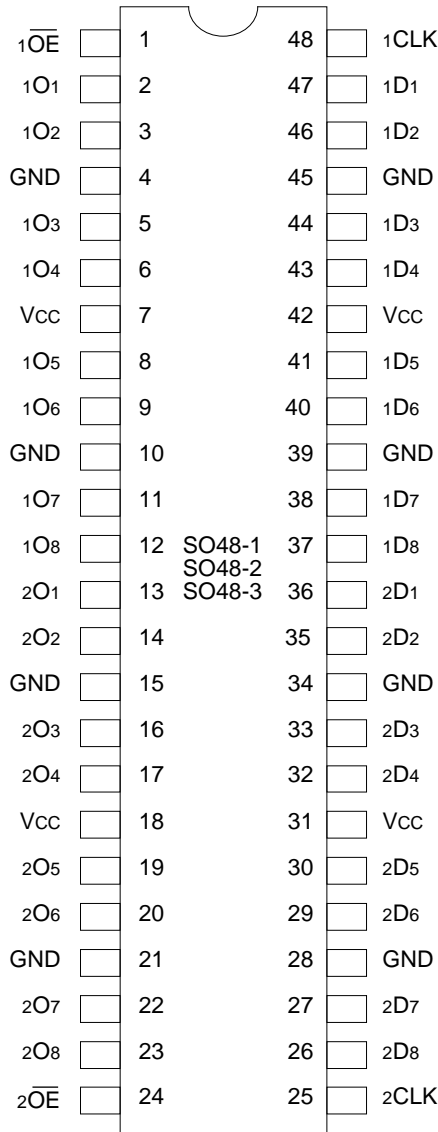 1O̅E̅ 1 48 1CLK
1O1 2 47 1D1
1O2 3 46 1D2
GND 4 45 GND
1O3 5 44 1D3
1O4 6 43 1D4
VCC 7 42 VCC
1O5 8 41 1D5
1O6 9 40 1D6
GND 10 39 GND
1O7 11 38 1D7
1O8 12 SO48-1 37 1D8
SO48-2
2O1 13 SO48-3 36 2D1
2O2 14 35 2D2
GND 15 34 GND
2O3 16 33 2D3
2O4 17 32 2D4
VCC 18 31 VCC
2O5 19 30 2D5
2O6 20 29 2D6
GND 21 28 GND
2O7 22 27 2D7
2O8 23 26 2D8
2O̅E̅ 24 25 2CLK